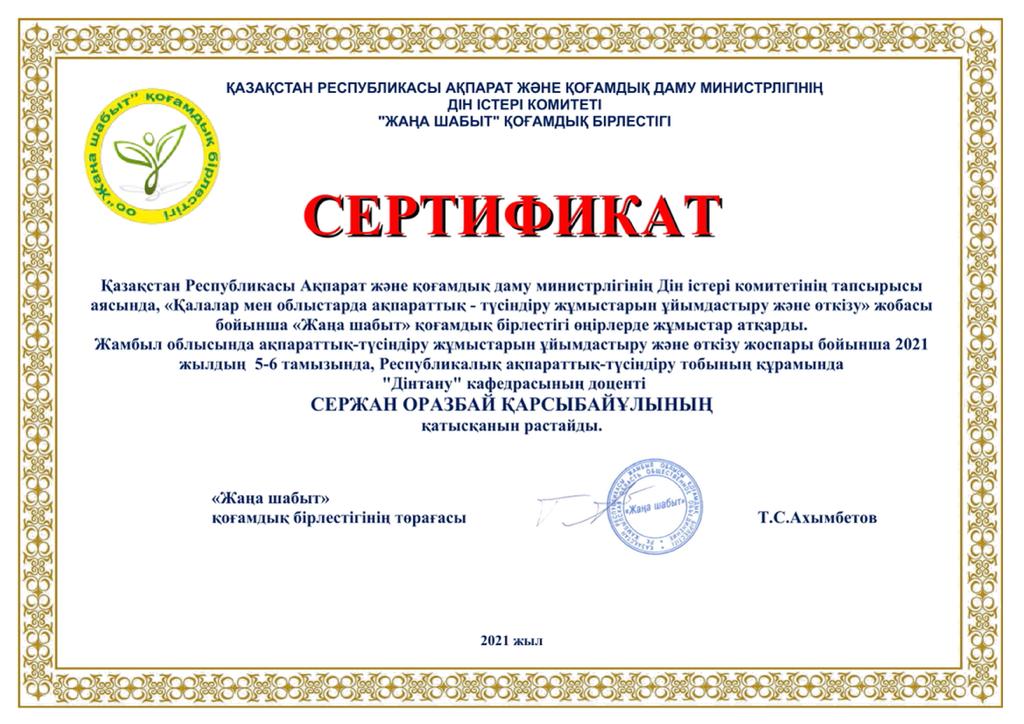 ҚАЗАҚСТАН РЕСПУБЛИКАСЫ АҚПАРАТ ЖӘНЕ ҚОҒАМДЫҚ ДАМУ МИНИСТРЛІГІНІҢ
ДІН ІСТЕРІ КОМИТЕТІ
"ЖАҢА ШАБЫТ" ҚОҒАМДЫҚ БІРЛЕСТІГІ
оо "Жаңа шабыт" қоғамдық бірлестігі
СЕРТИФИКАТ
Қазақстан Республикасы Ақпарат және қоғамдық даму министрлігінің Дін істері комитетінің тапсырысы
аясында, «Қалалар мен облыстарда ақпараттық - түсіндіру жұмыстарын ұйымдастыру және өткізу» жобасы
бойынша «Жаңа шабыт» қоғамдық бірлестігі өңірлерде жұмыстар атқарды.
Жамбыл облысында ақпараттық-түсіндіру жұмыстарын ұйымдастыру және өткізу жоспары бойынша 2021
жылдың 5-6 тамызында, Республикалық ақпараттық-түсіндіру тобының құрамында
"Дінтану" кафедрасының доценті
СЕРЖАН ОРАЗБАЙ ҚАРСЫБАЙҰЛЫНЫҢ
қатысқанын растайды.
«Жаңа шабыт»
қоғамдық бірлестігінің төрағасы
«Жаңа шабыт»
Т.С.Ахымбетов
2021 жыл